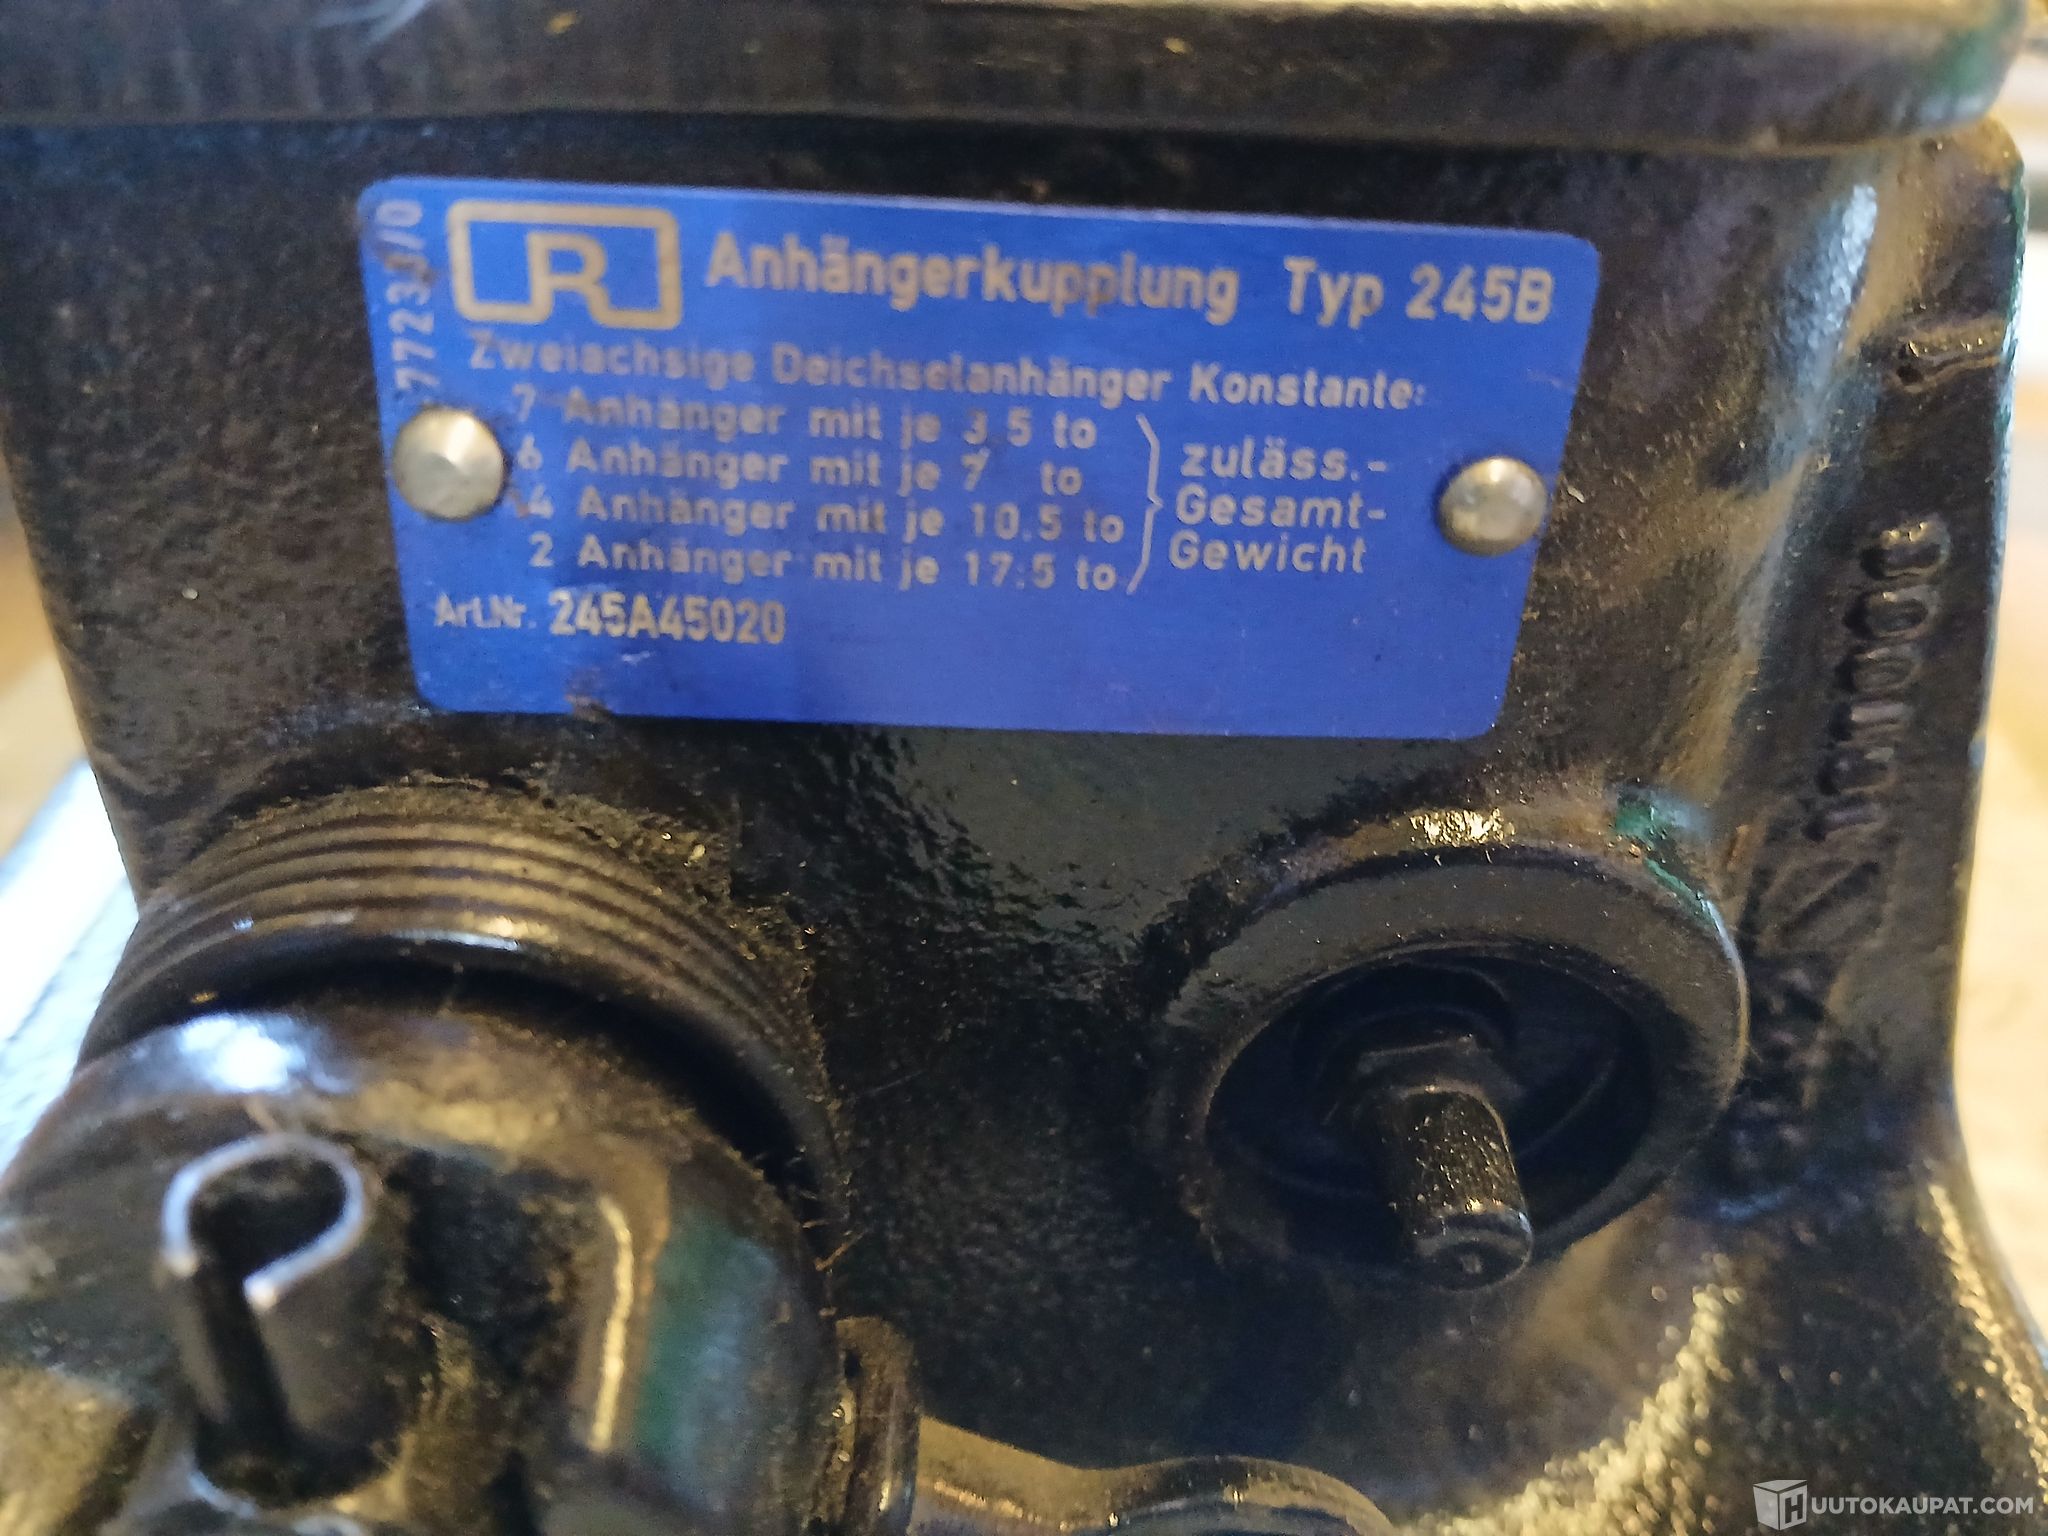 R
Anhängerkupplung Typ 245B
Zweiachsige Deichselanhänger Konstante:
7 Anhänger mit je 3.5 to
6 Anhänger mit je 7 to
4 Anhänger mit je 10.5 to
2 Anhänger mit je 17.5 to
zuläss.-
Gesamt-
Gewicht
Art.Nr. 245A45020
HUUTOKAUPAT.COM